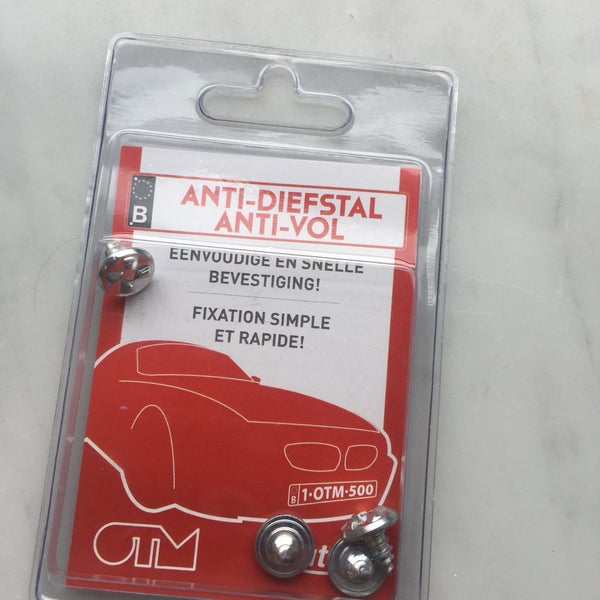 B
ANTI-DIEFSTAL
ANTI-VOL
EENVOUDIGE EN SNELLE
BEVESTIGING!
FIXATION SIMPLE
ET RAPIDE!
B 1·OTM·500
OTM